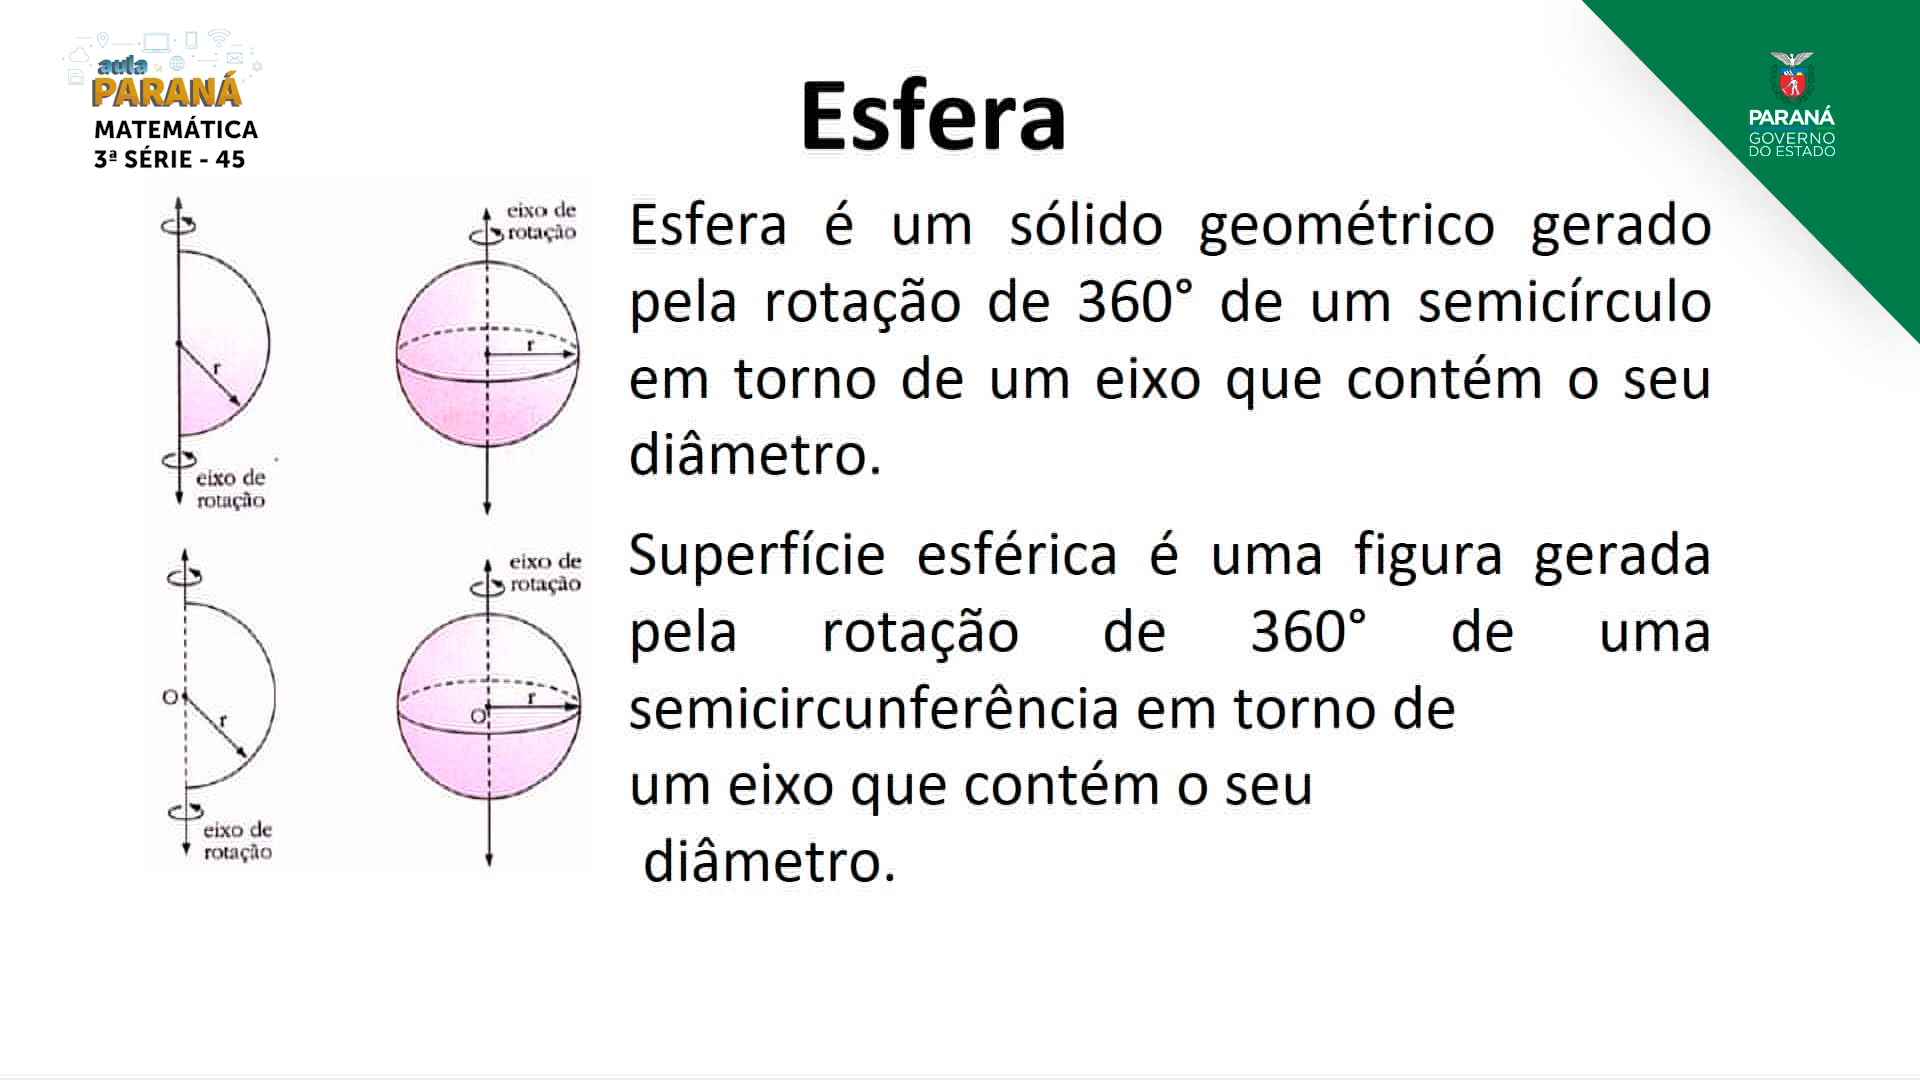 aula
PARANÁ
MATEMÁTICA
3ª SÉRIE - 45
Esfera
PARANÁ
GOVERNO
DO ESTADO
eixo de
rotação
r
r
eixo de
rotação
Esfera é um sólido geométrico gerado
pela rotação de 360° de um semicírculo
em torno de um eixo que contém o seu
diâmetro.
eixo de
rotação
O
r
O
r
eixo de
rotação
Superfície esférica é uma figura gerada
pela rotação de 360° de uma
semicircunferência em torno de
um eixo que contém o seu
diâmetro.